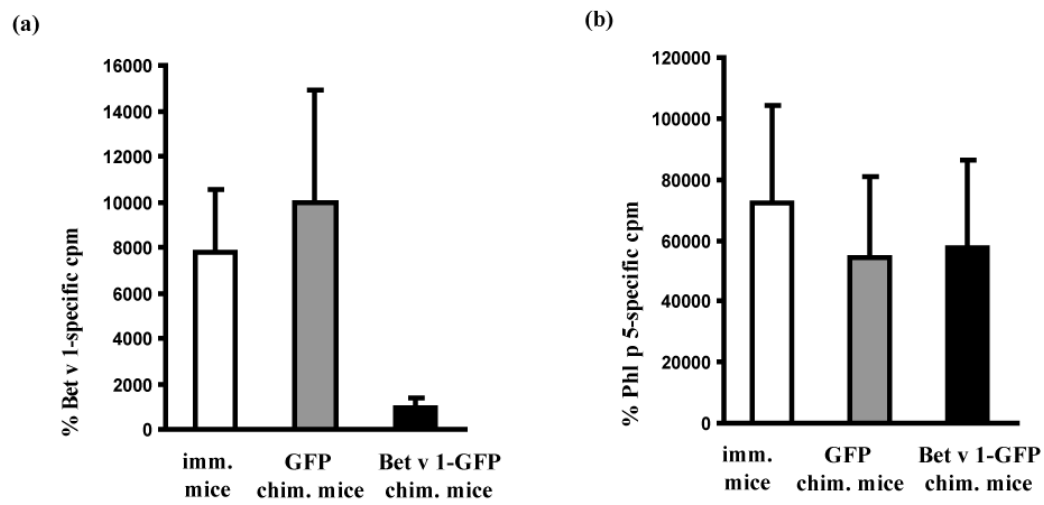 (a)
% Bet v 1-specific cpm
16000
14000
12000
10000
8000
6000
4000
2000
0
imm. mice
GFP chim. mice
Bet v 1-GFP chim. mice
(b)
% Phl p 5-specific cpm
120000
100000
80000
60000
40000
20000
0
imm. mice
GFP chim. mice
Bet v 1-GFP chim. mice